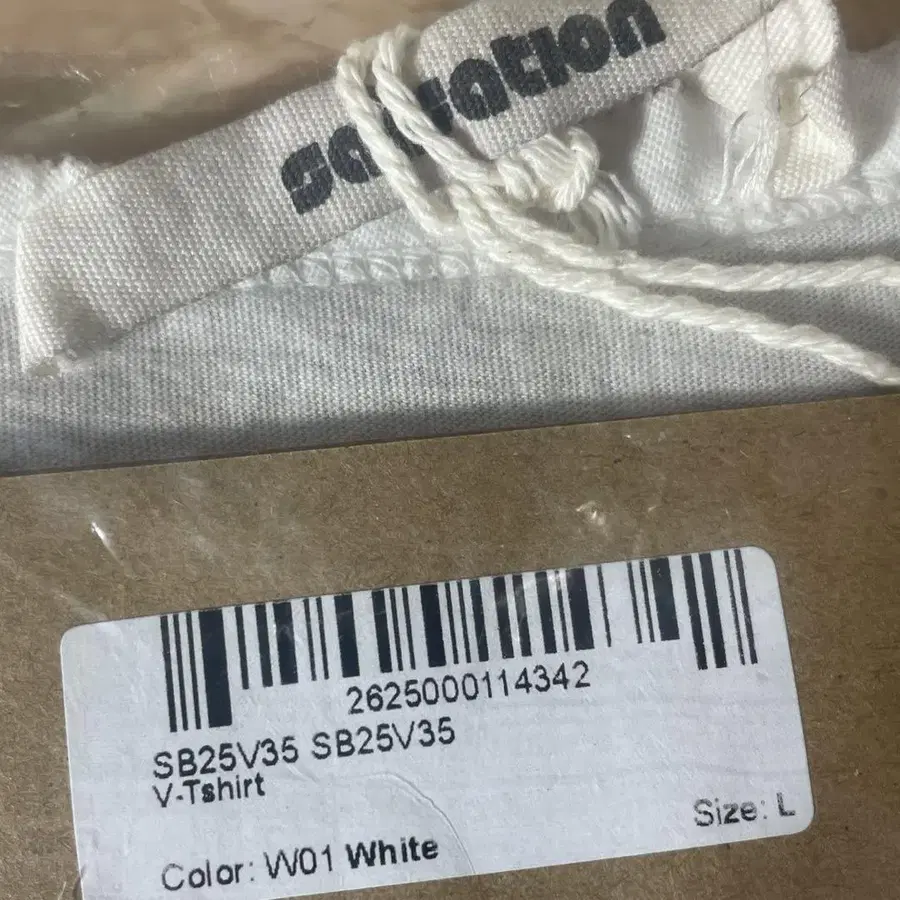 2625000114342
SB25V35 SB25V35
V-Tshirt
Size: L
Color: W01 White